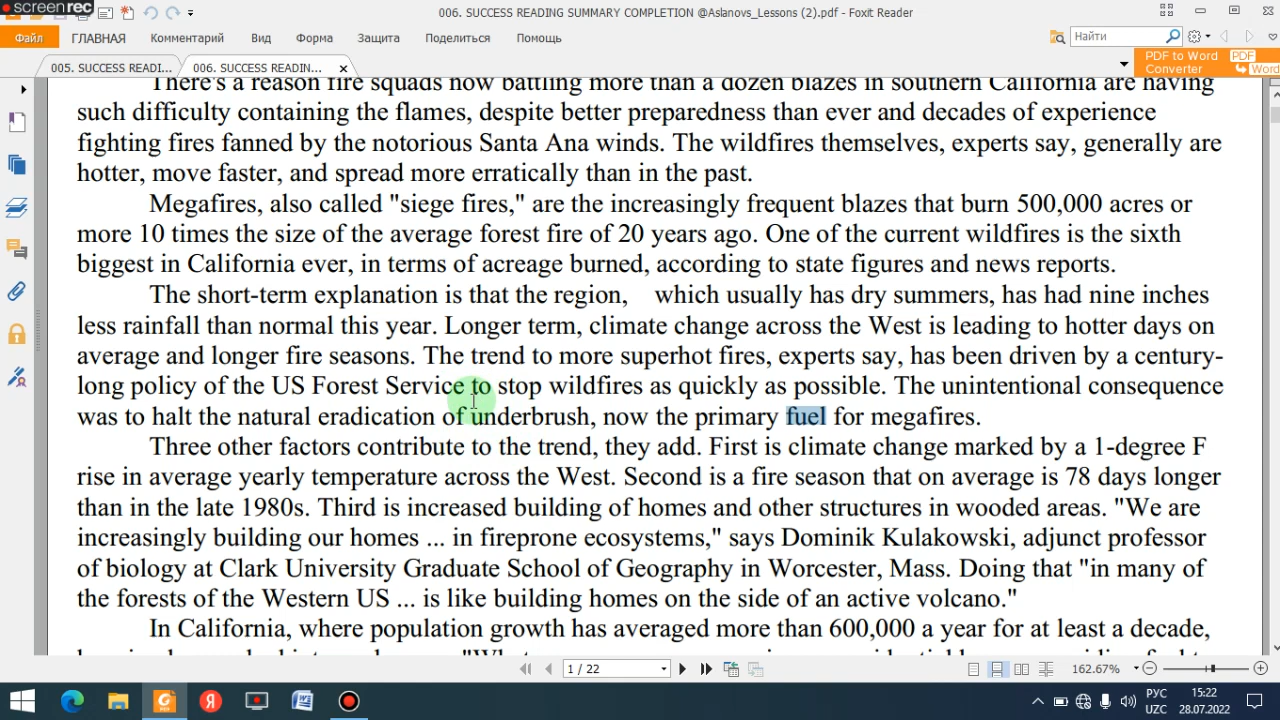 screenrec
006. SUCCESS READING SUMMARY COMPLETION @Aslanovs_Lessons (2).pdf - Foxit Reader
Файл ГЛАВНАЯ Комментарий Вид Форма Защита Поделиться Помощь Найти
005. SUCCESS READI... 006. SUCCESS READIN... PDF to Word Converter PDF Word
There's a reason fire squads now battling more than a dozen blazes in southern California are having
such difficulty containing the flames, despite better preparedness than ever and decades of experience
fighting fires fanned by the notorious Santa Ana winds. The wildfires themselves, experts say, generally are
hotter, move faster, and spread more erratically than in the past.
Megafires, also called "siege fires," are the increasingly frequent blazes that burn 500,000 acres or
more 10 times the size of the average forest fire of 20 years ago. One of the current wildfires is the sixth
biggest in California ever, in terms of acreage burned, according to state figures and news reports.
The short-term explanation is that the region, which usually has dry summers, has had nine inches
less rainfall than normal this year. Longer term, climate change across the West is leading to hotter days on
average and longer fire seasons. The trend to more superhot fires, experts say, has been driven by a century-
long policy of the US Forest Service to stop wildfires as quickly as possible. The unintentional consequence
was to halt the natural eradication of underbrush, now the primary fuel for megafires.
Three other factors contribute to the trend, they add. First is climate change marked by a 1-degree F
rise in average yearly temperature across the West. Second is a fire season that on average is 78 days longer
than in the late 1980s. Third is increased building of homes and other structures in wooded areas. "We are
increasingly building our homes ... in fireprone ecosystems," says Dominik Kulakowski, adjunct professor
of biology at Clark University Graduate School of Geography in Worcester, Mass. Doing that "in many of
the forests of the Western US ... is like building homes on the side of an active volcano."
In California, where population growth has averaged more than 600,000 a year for at least a decade,
1 / 22 162.67%
РУС 15:22
UZC 28.07.2022